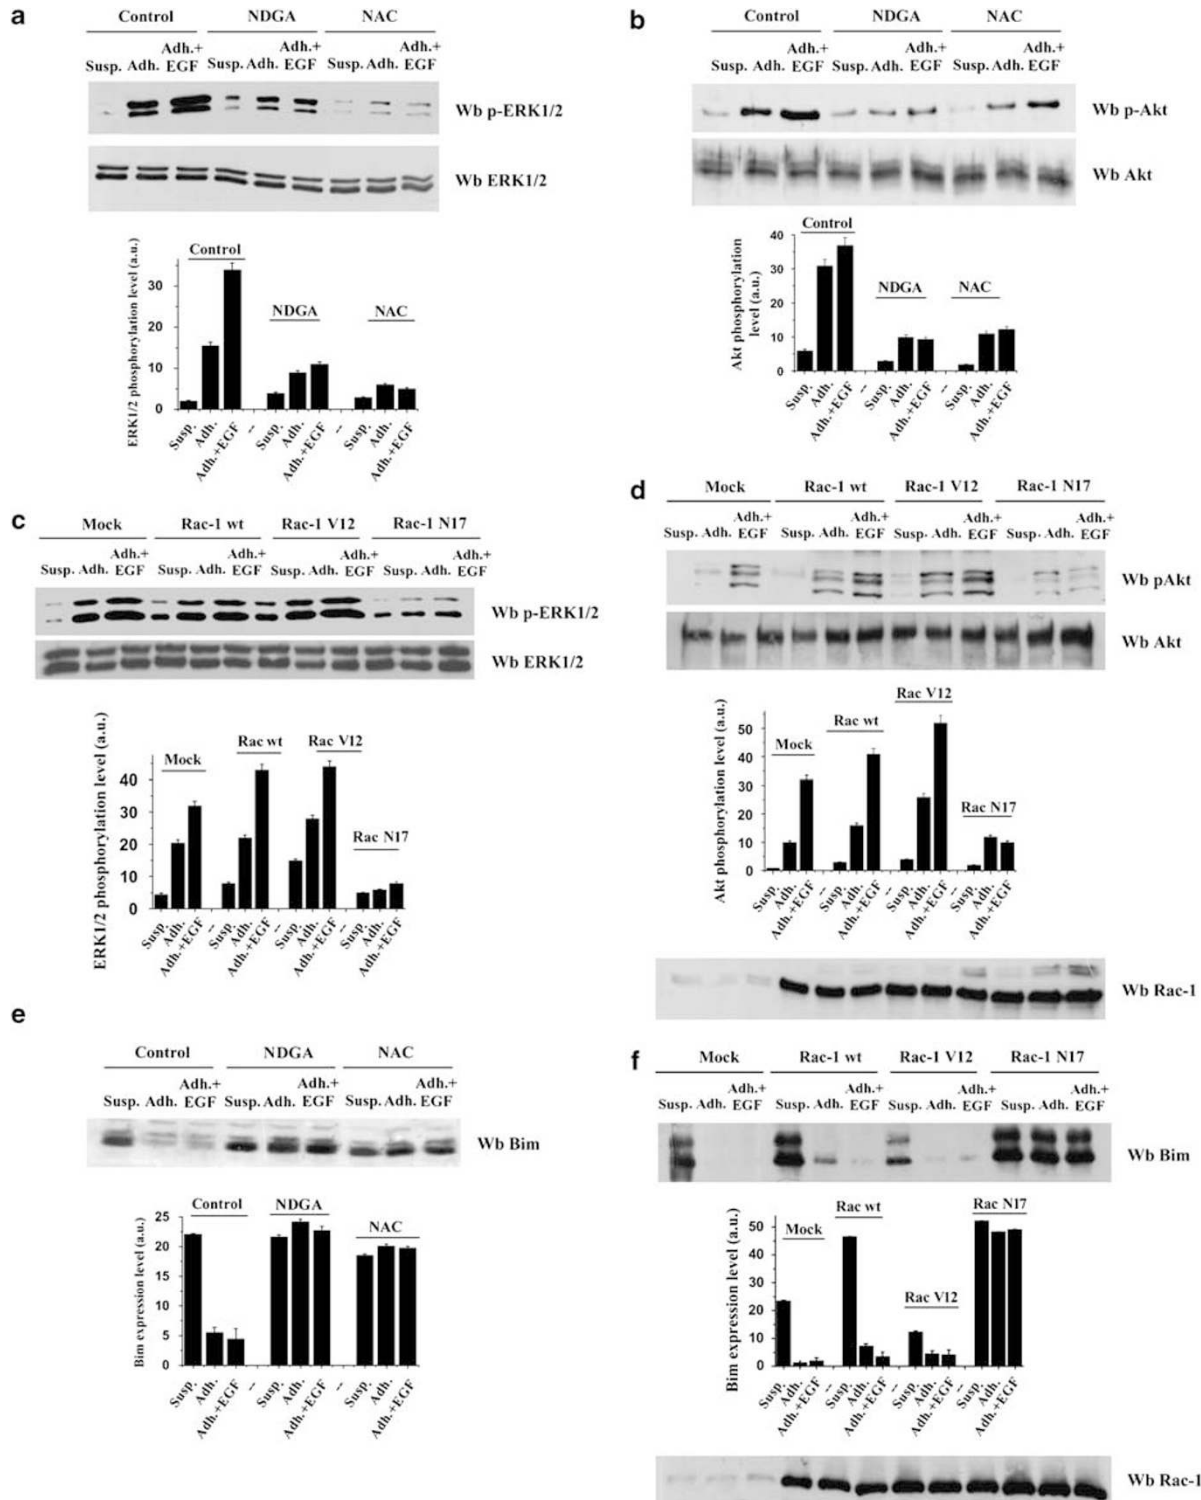 a
Control NDGA NAC
Susp. Adh. Adh.+ EGF Susp. Adh. Adh.+ EGF Susp. Adh. Adh.+ EGF
Wb p-ERK1/2
Wb ERK1/2
ERK1/2 phosphorylation level (a.u.)
30
20
10
0
Control
NDGA
NAC
Susp. Adh. Adh.+EGF -- Susp. Adh. Adh.+EGF -- Susp. Adh. Adh.+EGF
b
Control NDGA NAC
Susp. Adh. Adh.+ EGF Susp. Adh. Adh.+ EGF Susp. Adh. Adh.+ EGF
Wb p-Akt
Wb Akt
Akt phosphorylation
level (a.u.)
40
30
20
10
0
Control
NDGA
NAC
Susp. Adh. Adh.+EGF -- Susp. Adh. Adh.+EGF -- Susp. Adh. Adh.+EGF
c
Mock Rac-1 wt Rac-1 V12 Rac-1 N17
Susp. Adh. Adh.+ EGF Susp. Adh. Adh.+ EGF Susp. Adh. Adh.+ EGF Susp. Adh. Adh.+ EGF
Wb p-ERK1/2
Wb ERK1/2
ERK1/2 phosphorylation level (a.u.)
40
30
20
10
0
Mock
Rac wt
Rac V12
Rac N17
Susp. Adh. Adh.+EGF -- Susp. Adh. Adh.+EGF -- Susp. Adh. Adh.+EGF -- Susp. Adh. Adh.+EGF
d
Mock Rac-1 wt Rac-1 V12 Rac-1 N17
Susp. Adh. Adh.+ EGF Susp. Adh. Adh.+ EGF Susp. Adh. Adh.+ EGF Susp. Adh. Adh.+ EGF
Wb pAkt
Wb Akt
Akt phosphorylation level (a.u.)
50
40
30
20
10
0
Mock
Rac wt
Rac V12
Rac N17
Susp. Adh. Adh.+EGF -- Susp. Adh. Adh.+EGF -- Susp. Adh. Adh.+EGF -- Susp. Adh. Adh.+EGF
Wb Rac-1
e
Control NDGA NAC
Susp. Adh. Adh.+ EGF Susp. Adh. Adh.+ EGF Susp. Adh. Adh.+ EGF
Wb Bim
Bim expression level (a.u.)
25
20
15
10
5
0
Control
NDGA
NAC
Susp. Adh. Adh.+EGF -- Susp. Adh. Adh.+EGF -- Susp. Adh. Adh.+EGF
f
Mock Rac-1 wt Rac-1 V12 Rac-1 N17
Susp. Adh. Adh.+ EGF Susp. Adh. Adh.+ EGF Susp. Adh. Adh.+ EGF Susp. Adh. Adh.+ EGF
Wb Bim
Bim expression level (a.u.)
50
40
30
20
10
0
Mock
Rac wt
Rac V12
Rac N17
Susp. Adh. Adh.+EGF -- Susp. Adh. Adh.+EGF -- Susp. Adh. Adh.+EGF -- Susp. Adh. Adh.+EGF
Wb Rac-1